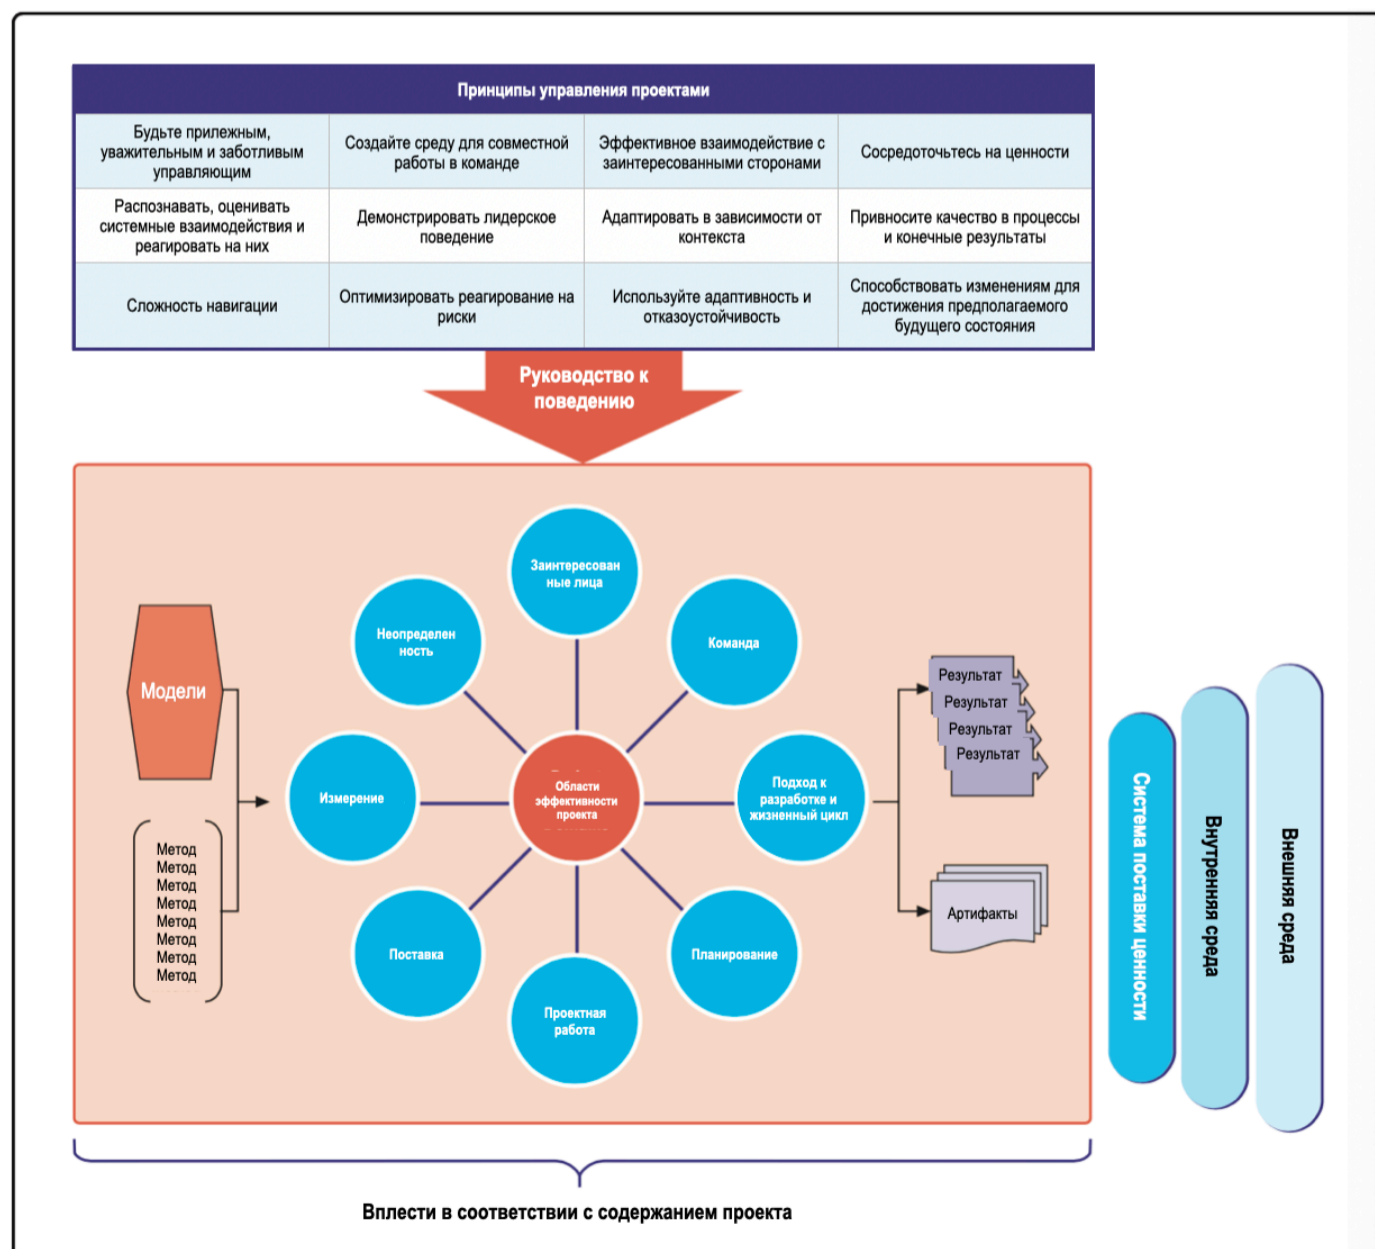 Принципы управления проектами
Будьте прилежным,
уважительным и заботливым
управляющим
Создайте среду для совместной
работы в команде
Эффективное взаимодействие с
заинтересованными сторонами
Сосредоточьтесь на ценности
Распознавать, оценивать
системные взаимодействия и
реагировать на них
Демонстрировать лидерское
поведение
Адаптировать в зависимости от
контекста
Привносите качество в процессы
и конечные результаты
Сложность навигации
Оптимизировать реагирование на
риски
Используйте адаптивность и
отказоустойчивость
Способствовать изменениям для
достижения предполагаемого
будущего состояния
Руководство к
поведению
Заинтересован
ные лица
Неопределен
ность
Команда
Модели
Измерение
Области
эффективности
проекта
Подход к
разработке и
жизненный цикл
Результат
Результат
Результат
Результат
Метод
Метод
Метод
Метод
Метод
Метод
Метод
Метод
Поставка
Проектная
работа
Планирование
Артифакты
Система поставки ценности
Внутренняя среда
Внешняя среда
Вплести в соответствии с содержанием проекта